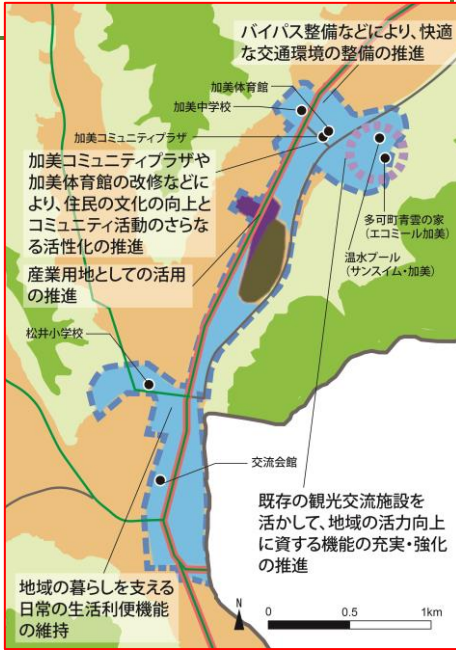 バイパス整備などにより、快適
な交通環境の整備の推進
加美体育館
加美中学校
加美コミュニティプラザ
加美コミュニティプラザや
加美体育館の改修などに
より、住民の文化の向上と
コミュニティ活動のさらな
る活性化の推進
多可町青雲の家
(エコミール加美)
温水プール
(サンスイム・加美)
産業用地としての活用
の推進
松井小学校
交流会館
既存の観光交流施設を
活かして、地域の活力向上
に資する機能の充実・強化
の推進
地域の暮らしを支える
日常の生活利便機能
の維持
N
0 0.5 1km